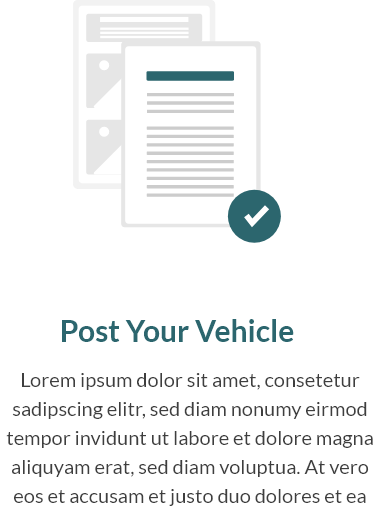 Post Your Vehicle
Lorem ipsum dolor sit amet, consetetur
sadipscing elitr, sed diam nonumy eirmod
tempor invidunt ut labore et dolore magna
aliquyam erat, sed diam voluptua. At vero
eos et accusam et justo duo dolores et ea